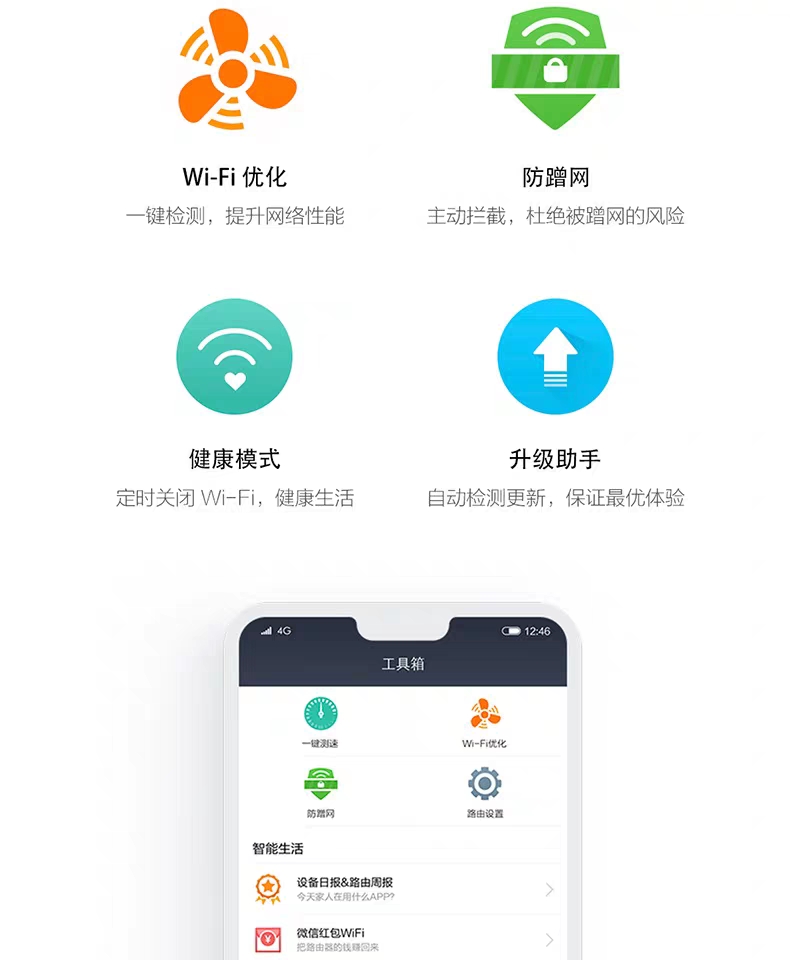 Wi-Fi 优化
防蹭网
一键检测，提升网络性能
主动拦截，杜绝被蹭网的风险
健康模式
升级助手
定时关闭 Wi-Fi，健康生活
自动检测更新，保证最优体验
4G
12:46
工具箱
一键测速
Wi-Fi优化
防蹭网
路由设置
智能生活
设备日报&路由周报
今天家人在用什么APP?
微信红包WiFi
把路由器的钱赚回来